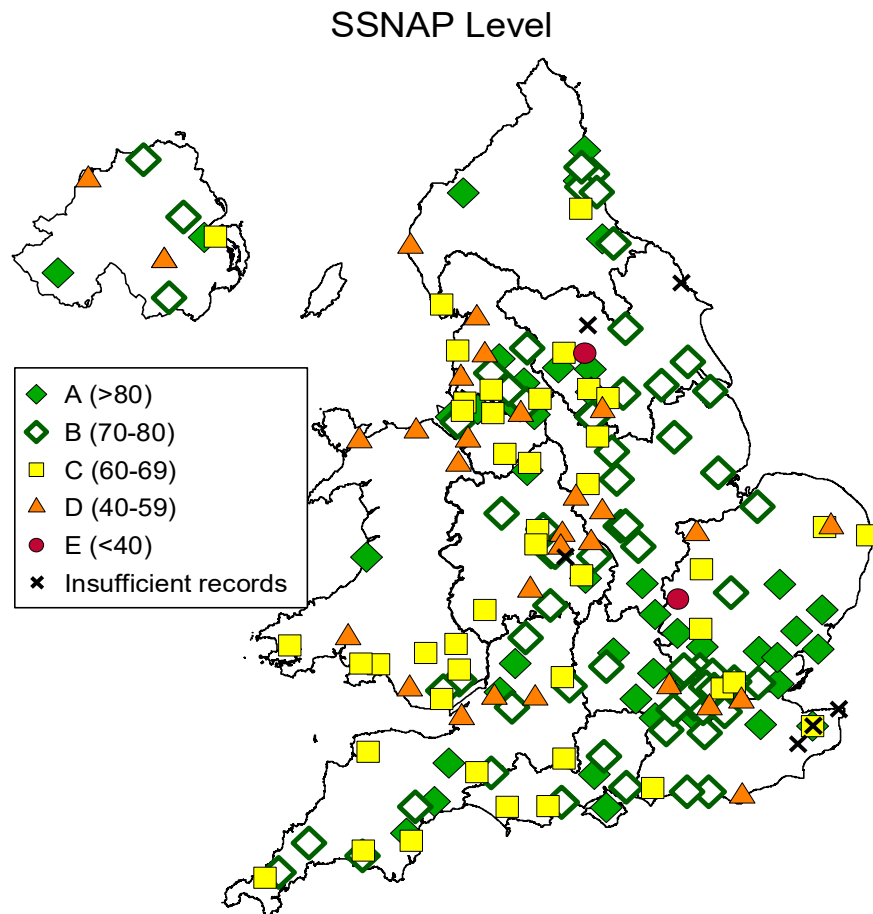 SSNAP Level
A (>80)
B (70-80)
C (60-69)
D (40-59)
E (<40)
Insufficient records